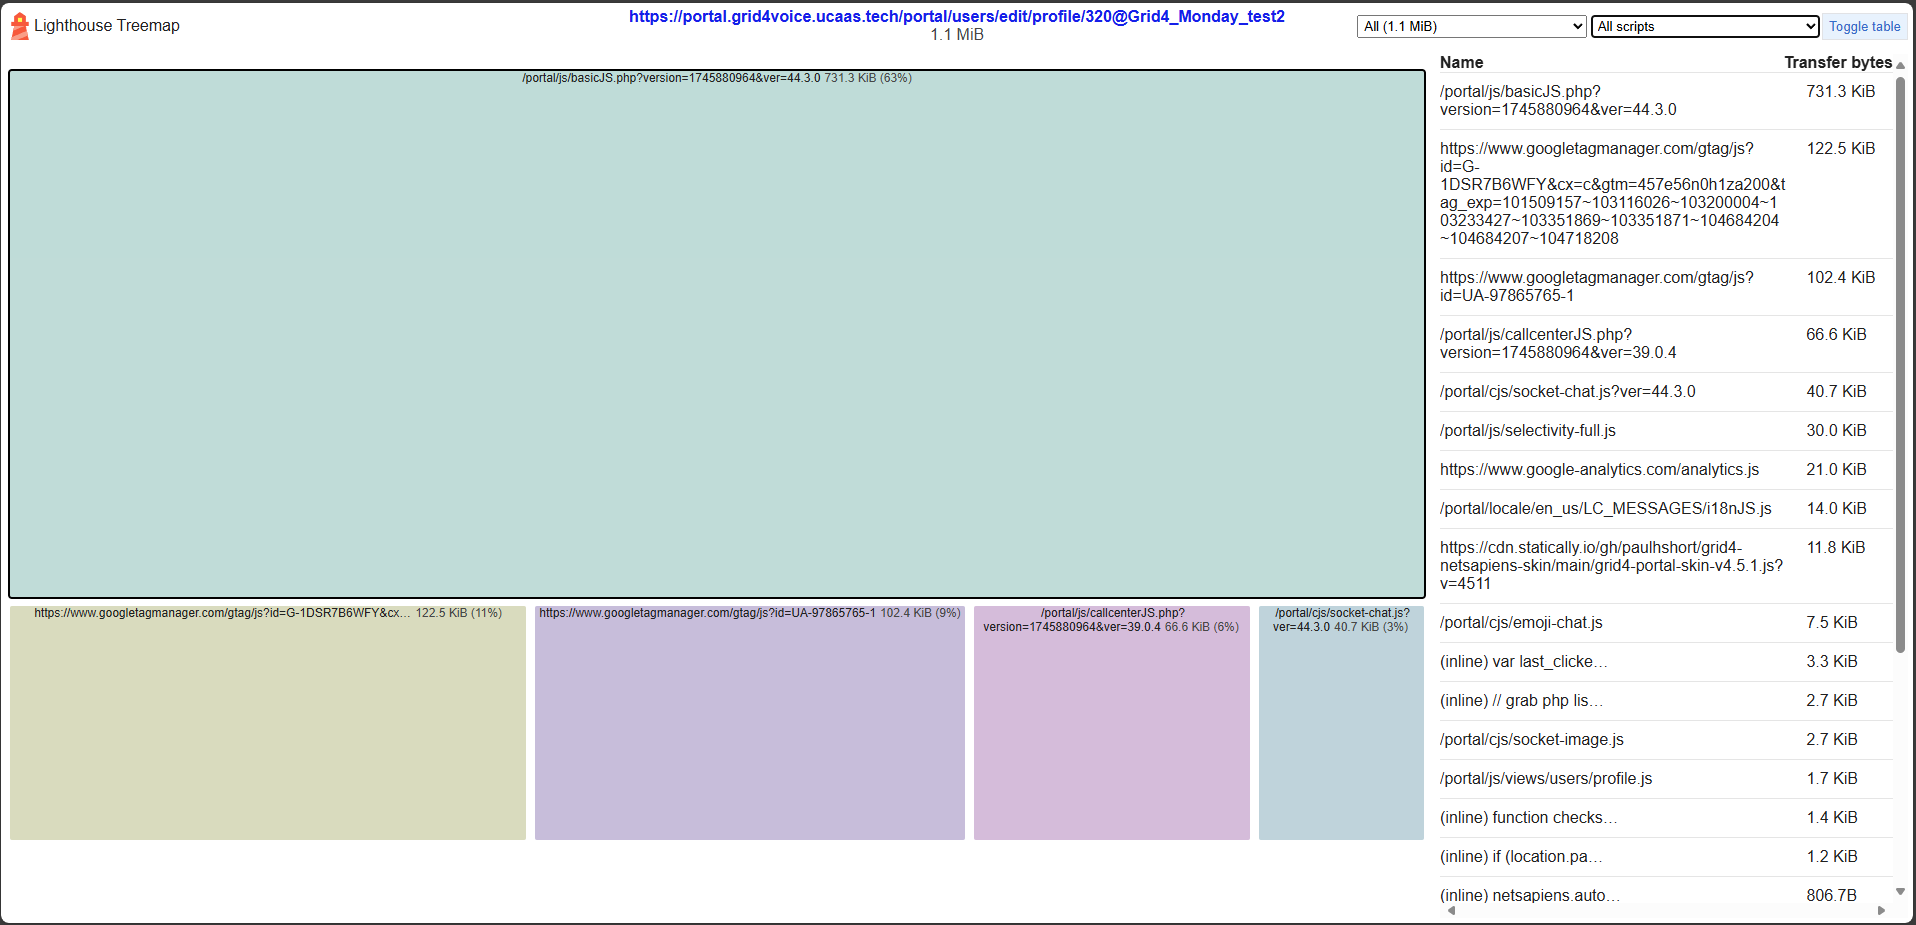 Lighthouse Treemap
https://portal.grid4voice.ucaas.tech/portal/users/edit/profile/320@Grid4_Monday_test2
1.1 MiB
All (1.1 MiB)
All scripts
Toggle table
/portal/js/basicJS.php?version=1745880964&ver=44.3.0 731.3 KiB (63%)
https://www.googletagmanager.com/gtag/js?id=G-1DSR7B6WFY&cx… 122.5 KiB (11%)
https://www.googletagmanager.com/gtag/js?id=UA-97865765-1 102.4 KiB (9%)
/portal/js/callcenterJS.php?
version=1745880964&ver=39.0.4 66.6 KiB (6%)
/portal/cjs/socket-chat.js?
ver=44.3.0 40.7 KiB (3%)
Name Transfer bytes
/portal/js/basicJS.php? 731.3 KiB
version=1745880964&ver=44.3.0
https://www.googletagmanager.com/gtag/js? 122.5 KiB
id=G-
1DSR7B6WFY&cx=c&gtm=457e56n0h1za200&t
ag_exp=101509157~103116026~103200004~1
03233427~103351869~103351871~104684204
~104684207~104718208
https://www.googletagmanager.com/gtag/js? 102.4 KiB
id=UA-97865765-1
/portal/js/callcenterJS.php? 66.6 KiB
version=1745880964&ver=39.0.4
/portal/cjs/socket-chat.js?ver=44.3.0 40.7 KiB
/portal/js/selectivity-full.js 30.0 KiB
https://www.google-analytics.com/analytics.js 21.0 KiB
/portal/locale/en_us/LC_MESSAGES/i18nJS.js 14.0 KiB
https://cdn.statically.io/gh/paulhshort/grid4- 11.8 KiB
netsapiens-skin/main/grid4-portal-skin-v4.5.1.js?
v=4511
/portal/cjs/emoji-chat.js 7.5 KiB
(inline) var last_clicke… 3.3 KiB
(inline) // grab php lis… 2.7 KiB
/portal/cjs/socket-image.js 2.7 KiB
/portal/js/views/users/profile.js 1.7 KiB
(inline) function checks… 1.4 KiB
(inline) if (location.pa… 1.2 KiB
(inline) netsapiens.auto… 806.7B